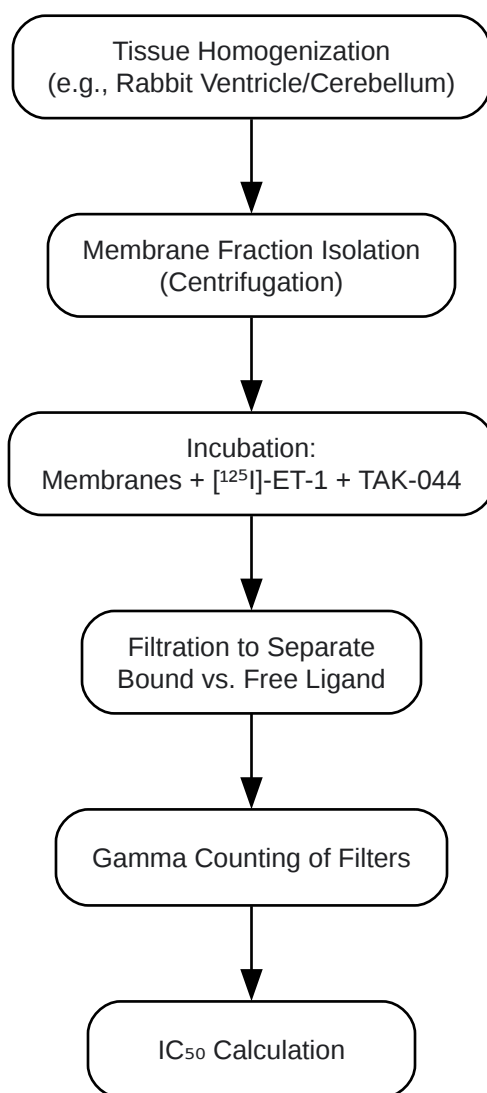 Tissue Homogenization
(e.g., Rabbit Ventricle/Cerebellum)
Membrane Fraction Isolation
(Centrifugation)
Incubation:
Membranes + [¹²⁵I]-ET-1 + TAK-044
Filtration to Separate
Bound vs. Free Ligand
Gamma Counting of Filters
IC₅₀ Calculation